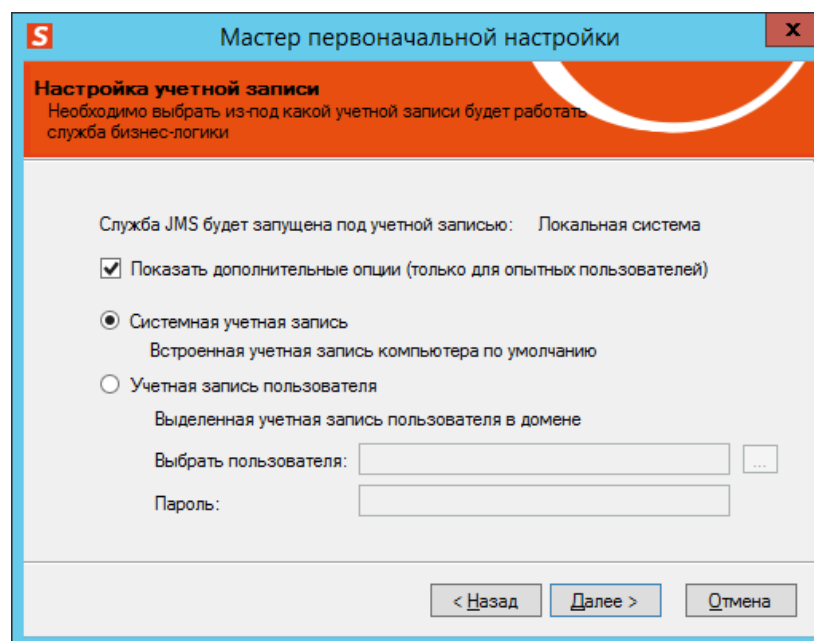 S
Мастер первоначальной настройки
x
Настройка учетной записи
Необходимо выбрать из-под какой учетной записи будет работать
служба бизнес-логики
Служба JMS будет запущена под учетной записью: Локальная система
Показать дополнительные опции (только для опытных пользователей)
Системная учетная запись
Встроенная учетная запись компьютера по умолчанию
Учетная запись пользователя
Выделенная учетная запись пользователя в домене
Выбрать пользователя:
...
Пароль:
< Назад Далее > Отмена